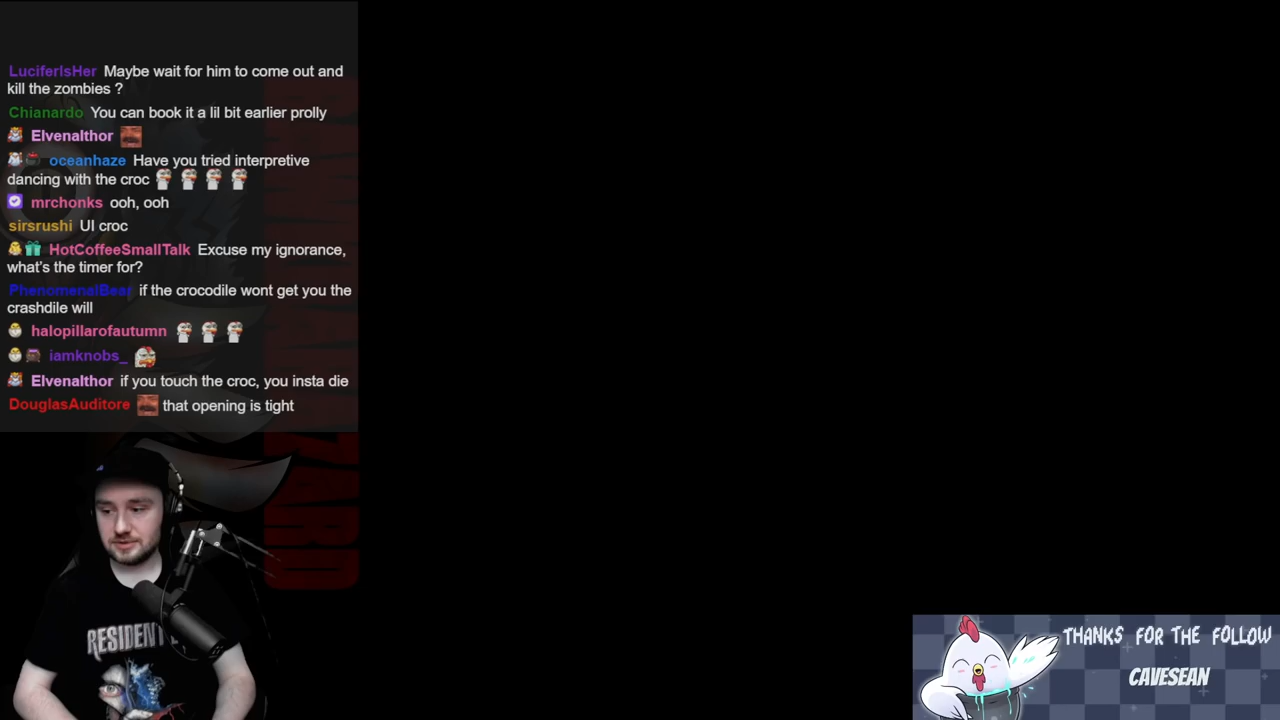 LuciferIsHer Maybe wait for him to come out and
kill the zombies ?
Chianardo You can book it a lil bit earlier prolly
Elvenalthor
oceanhaze Have you tried interpretive
dancing with the croc
mrchonks ooh, ooh
sirsrushi UI croc
HotCoffeeSmallTalk Excuse my ignorance,
what's the timer for?
PhenomenalBear if the crocodile wont get you the
crashdile will
halopillarofautumn
iamknobs_
Elvenalthor if you touch the croc, you insta die
DouglasAuditore that opening is tight
RESIDENT
THANKS FOR THE FOLLOW
CAVESEAN